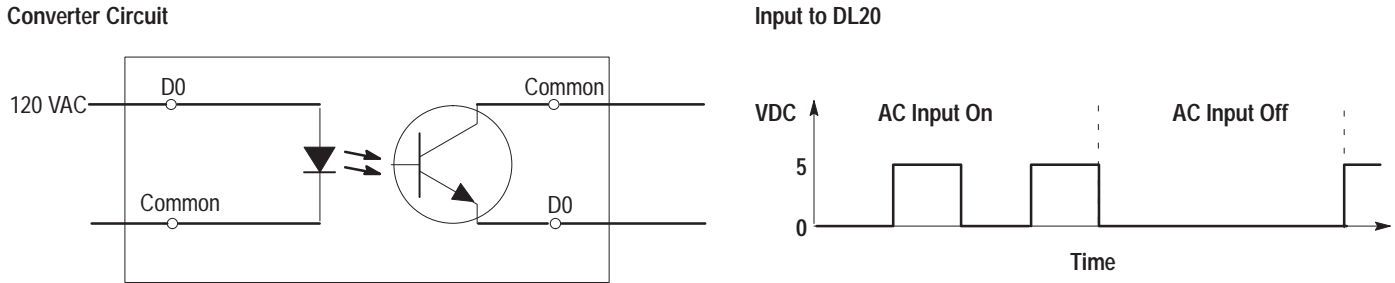 Converter Circuit
D0
Common
120 VAC
Common
D0
Input to DL20
VDC
AC Input On
AC Input Off
5
0
Time